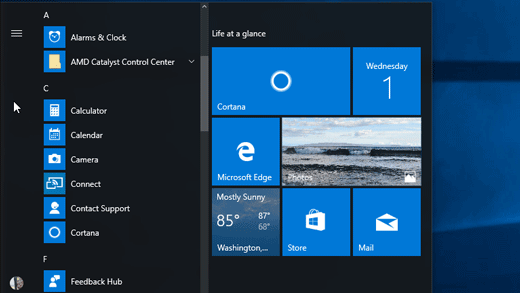 A
Alarms & Clock
AMD Catalyst Control Center
C
Calculator
Calendar
Camera
Connect
Contact Support
Cortana
F
Feedback Hub
Life at a glance
Cortana
Wednesday
1
Microsoft Edge
Photos
Mostly Sunny
85° 87°
68°
Washington,...
Store
Mail